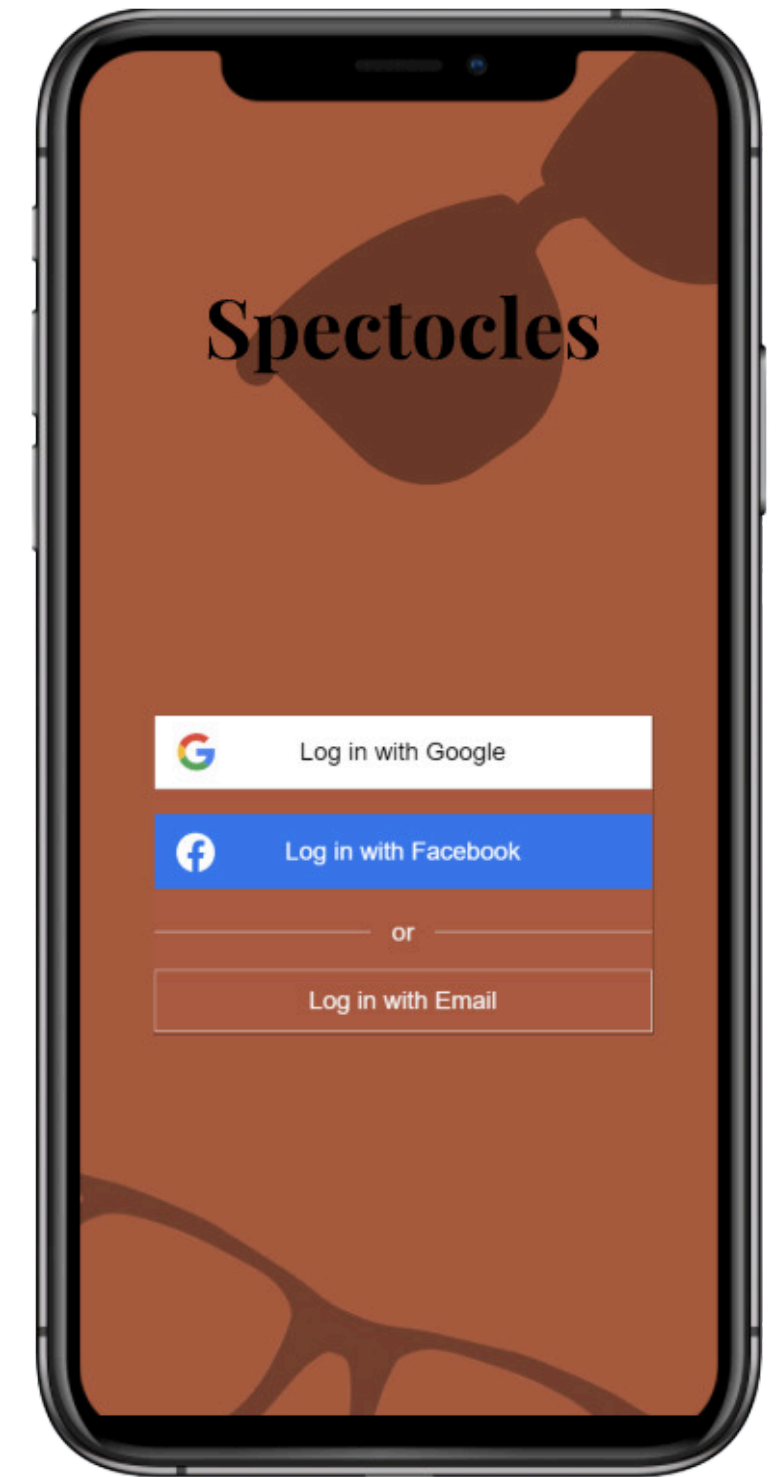 Spectocles
Log in with Google
Log in with Facebook
or
Log in with Email